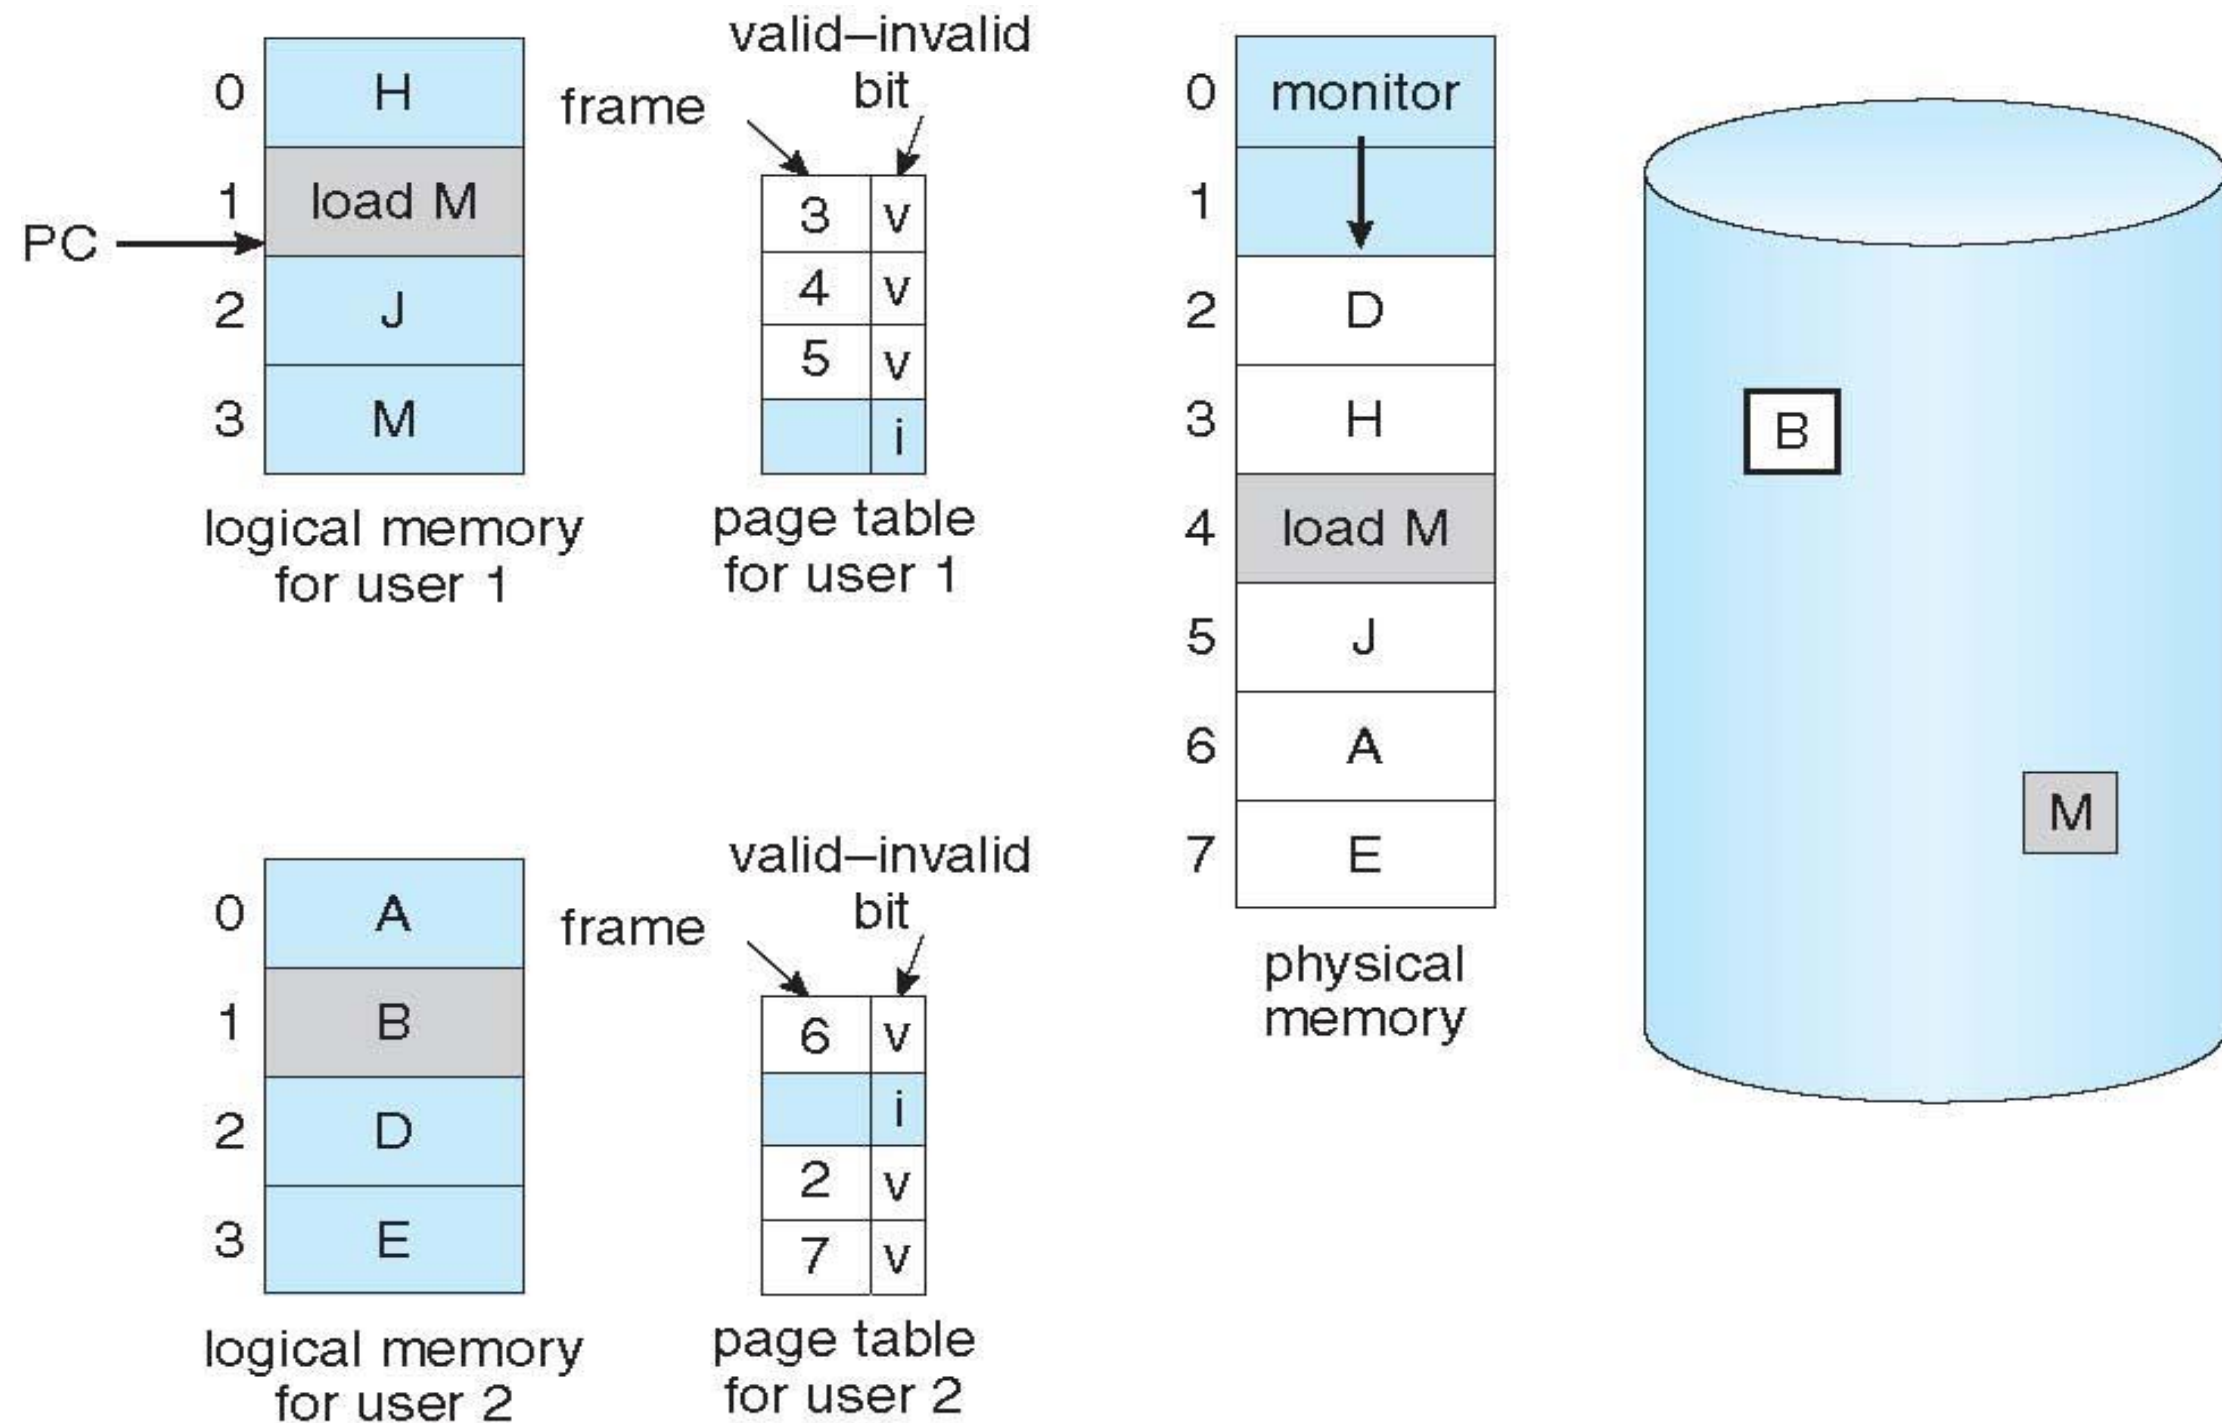 valid–invalid
bit
frame
PC
0 H
1 load M
2 J
3 M
logical memory
for user 1
3 v
4 v
5 v
i
page table
for user 1
0 monitor
1
2 D
3 H
4 load M
5 J
6 A
7 E
physical
memory
B
M
0 A
1 B
2 D
3 E
logical memory
for user 2
valid–invalid
bit
frame
6 v
i
2 v
7 v
page table
for user 2